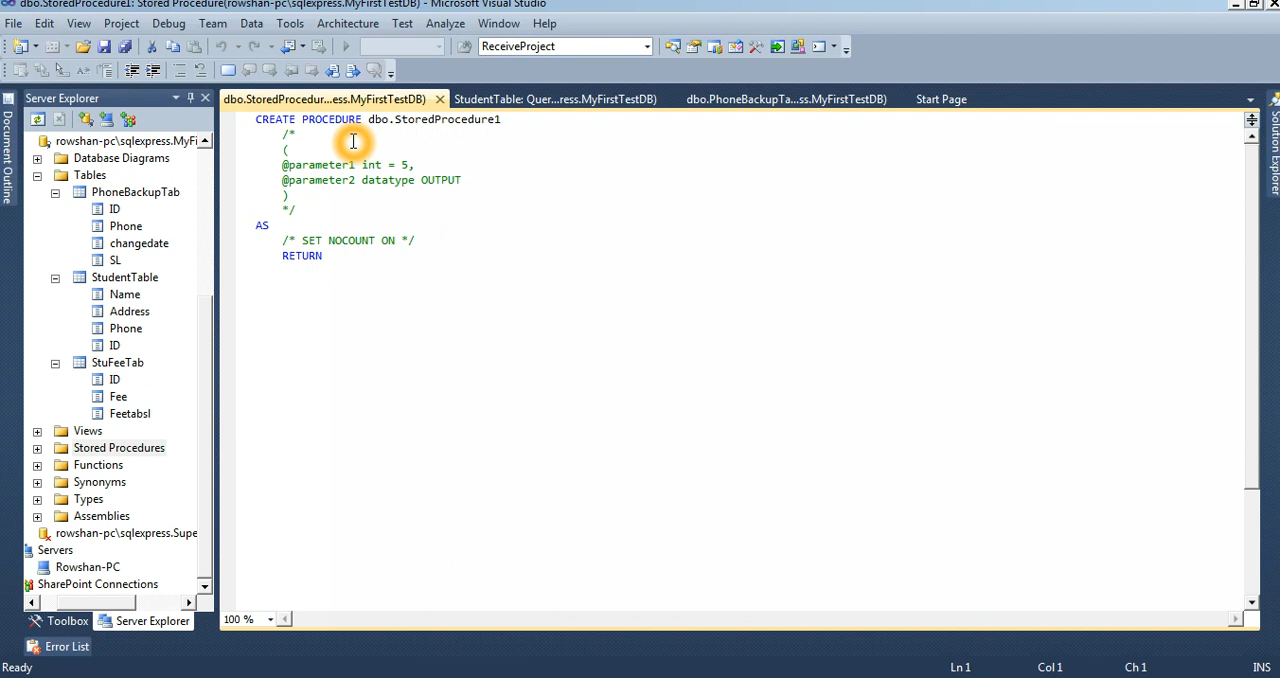 dbo.StoredProcedure1: Stored Procedure(rowshan-pc\sqlexpress.MyFirstTestDB) - Microsoft Visual Studio
File Edit View Project Debug Team Data Tools Architecture Test Analyze Window Help
ReceiveProject
Server Explorer
dbo.StoredProcedur...ess.MyFirstTestDB) StudentTable: Quer...ress.MyFirstTestDB) dbo.PhoneBackupTa...ss.MyFirstTestDB) Start Page
Document Outline
Solution Explorer
rowshan-pc\sqlexpress.MyFi
Database Diagrams
Tables
PhoneBackupTab
ID
Phone
changedate
SL
StudentTable
Name
Address
Phone
ID
StuFeeTab
ID
Fee
Feetabsl
Views
Stored Procedures
Functions
Synonyms
Types
Assemblies
rowshan-pc\sqlexpress.Supe
Servers
Rowshan-PC
SharePoint Connections
CREATE PROCEDURE dbo.StoredProcedure1
/*
(
@parameter1 int = 5,
@parameter2 datatype OUTPUT
)
*/
AS
/* SET NOCOUNT ON */
RETURN
100 %
Toolbox Server Explorer
Error List
Ready Ln 1 Col 1 Ch 1 INS